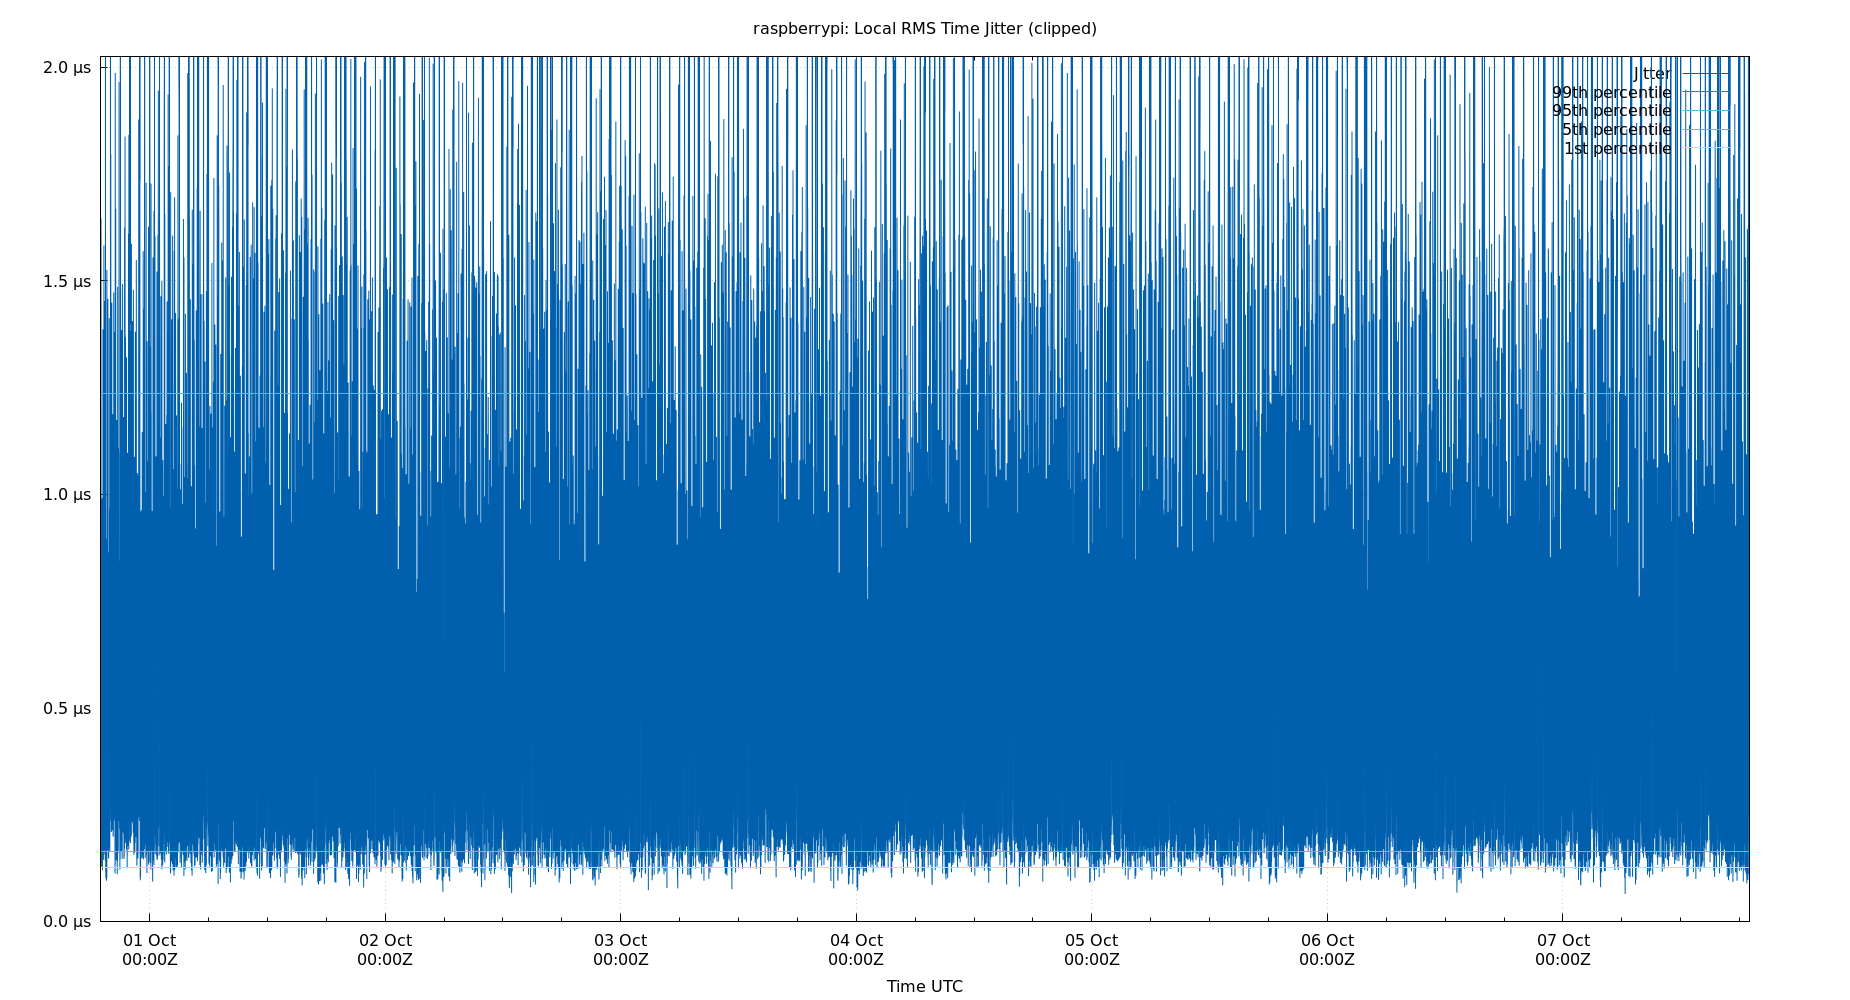 raspberrypi: Local RMS Time Jitter (clipped)
2.0 µs
1.5 µs
1.0 µs
0.5 µs
0.0 µs
Jitter
99th percentile
95th percentile
5th percentile
1st percentile
01 Oct
00:00Z
02 Oct
00:00Z
03 Oct
00:00Z
04 Oct
00:00Z
05 Oct
00:00Z
06 Oct
00:00Z
07 Oct
00:00Z
Time UTC